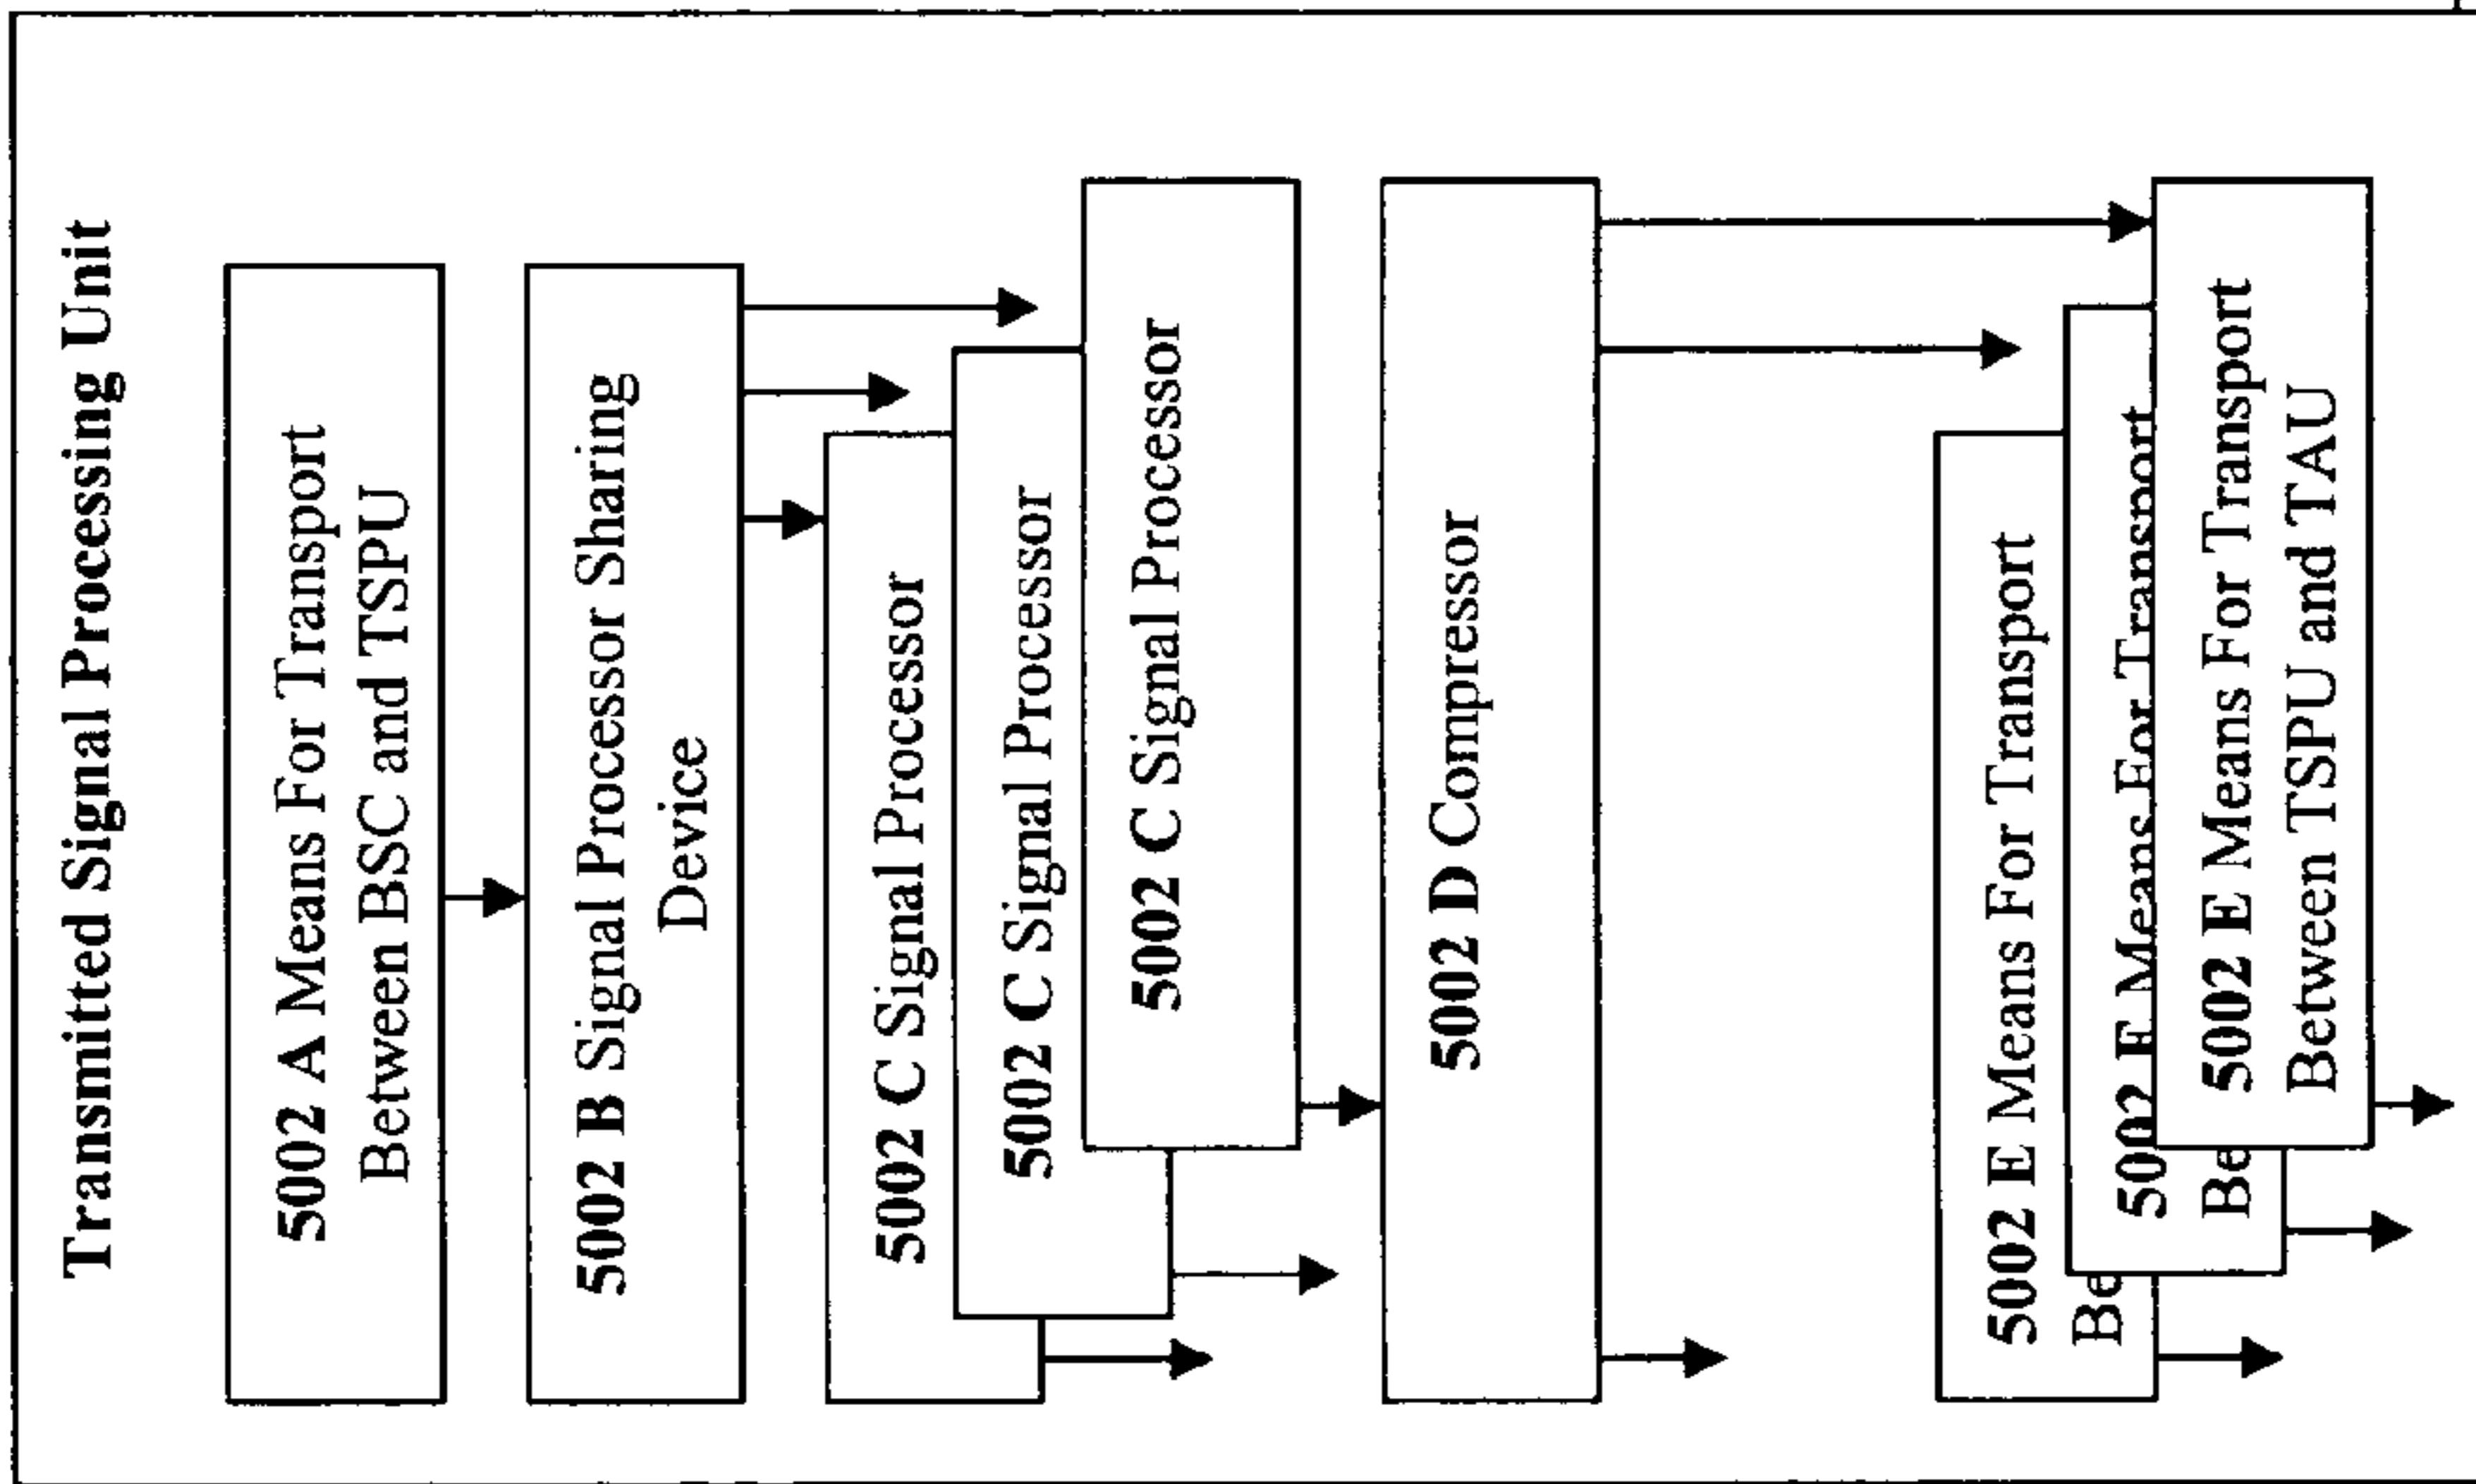 Transmitted Signal Processing Unit
5002 A Means For Transport
Between BSC and TSPU
5002 B Signal Processor Sharing
Device
5002 C Signal Processor
5002 C Signal Processor
5002 C Signal Processor
5002 D Compressor
5002 E Means For Transport
Be
5002 E Means For Transport
Be
5002 E Means For Transport
Between TSPU and TAU